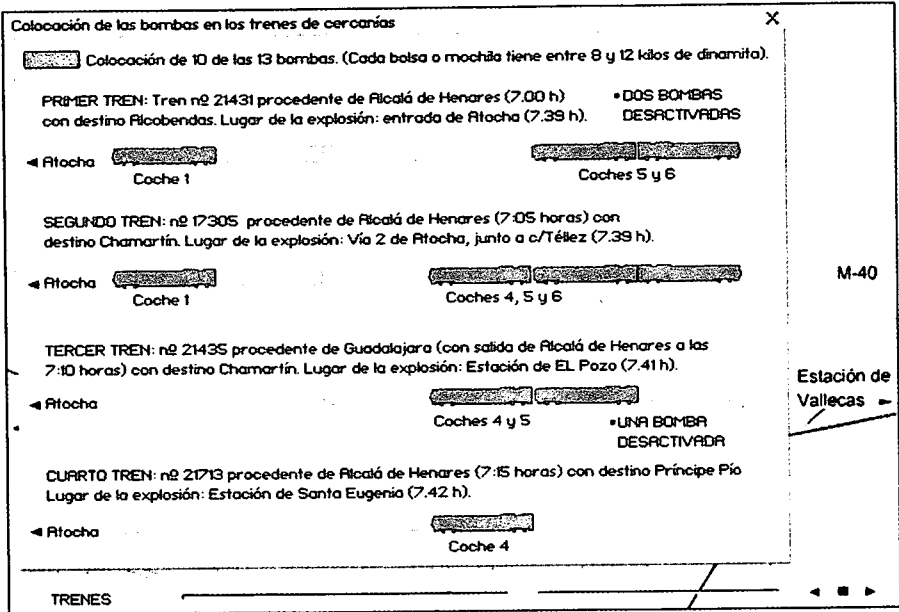 Colocación de las bombas en los trenes de cercanías
X
Colocación de 10 de las 13 bombas. (Cada bolsa o mochila tiene entre 8 y 12 kilos de dinamita).
PRIMER TREN: Tren nº 21431 procedente de Alcalá de Henares (7.00 h)
con destino Alcobendas. Lugar de la explosión: entrada de Atocha (7.39 h).
•DOS BOMBAS
DESACTIVADAS
◄ Atocha
Coche 1
Coches 5 y 6
SEGUNDO TREN: nº 17305 procedente de Alcalá de Henares (7:05 horas) con
destino Chamartín. Lugar de la explosión: Vía 2 de Atocha, junto a c/Téllez (7.39 h).
◄ Atocha
Coche 1
Coches 4, 5 y 6
M-40
TERCER TREN: nº 21435 procedente de Guadalajara (con salida de Alcalá de Henares a las
7:10 horas) con destino Chamartín. Lugar de la explosión: Estación de EL Pozo (7.41 h).
◄ Atocha
Coches 4 y 5
•UNA BOMBA
DESACTIVADA
Estación de
Vallecas ►
CUARTO TREN: nº 21713 procedente de Alcalá de Henares (7:15 horas) con destino Príncipe Pío
Lugar de la explosión: Estación de Santa Eugenia (7.42 h).
◄ Atocha
Coche 4
TRENES
◄ ■ ►